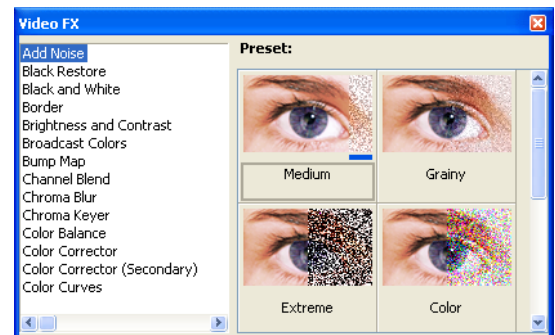 Video FX
Add Noise
Black Restore
Black and White
Border
Brightness and Contrast
Broadcast Colors
Bump Map
Channel Blend
Chroma Blur
Chroma Keyer
Color Balance
Color Corrector
Color Corrector (Secondary)
Color Curves
Preset:
Medium
Grainy
Extreme
Color